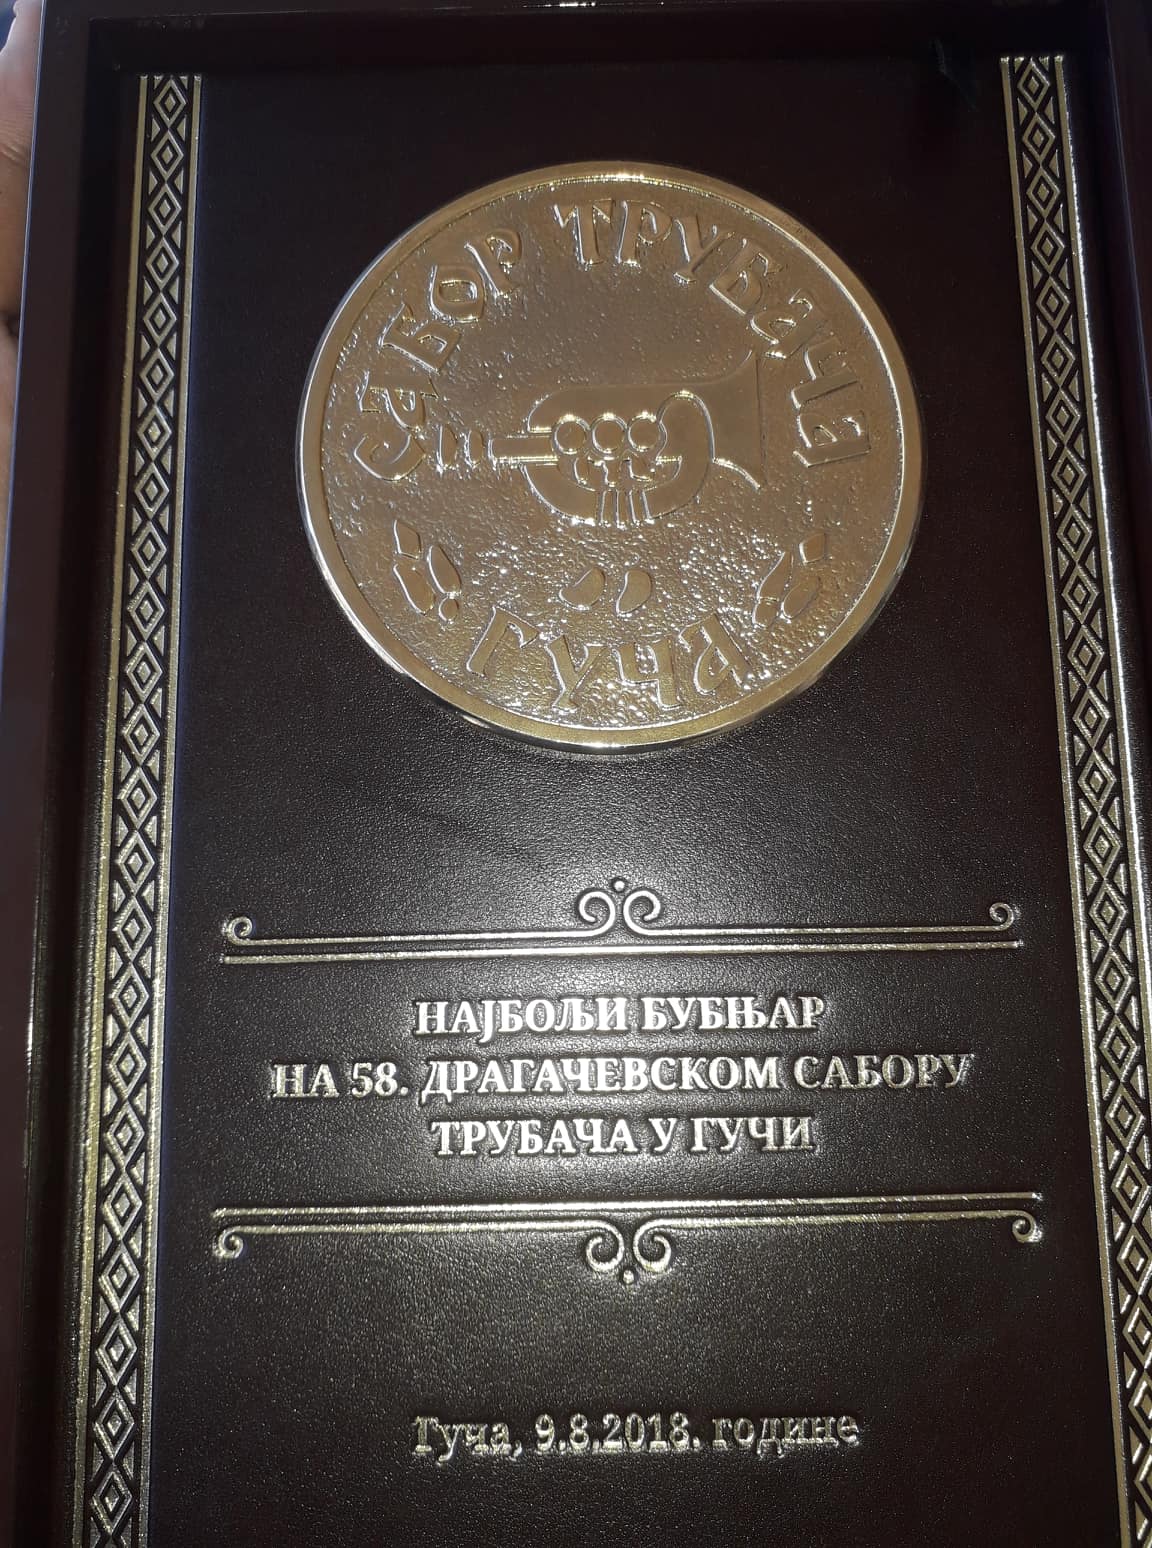 САБОР ТРУБАЧА
ГУЧА
НАЈБОЉИ БУБЊАР
НА 58. ДРАГАЧЕВСКОМ САБОРУ
ТРУБАЧА У ГУЧИ
Гуча, 9.8.2018. године